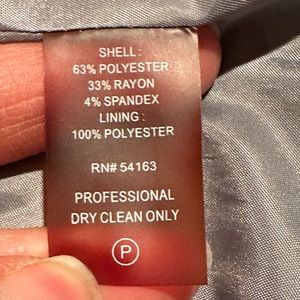 SHELL :
63% POLYESTER
33% RAYON
4% SPANDEX
LINING :
100% POLYESTER
RN# 54163
PROFESSIONAL
DRY CLEAN ONLY
P